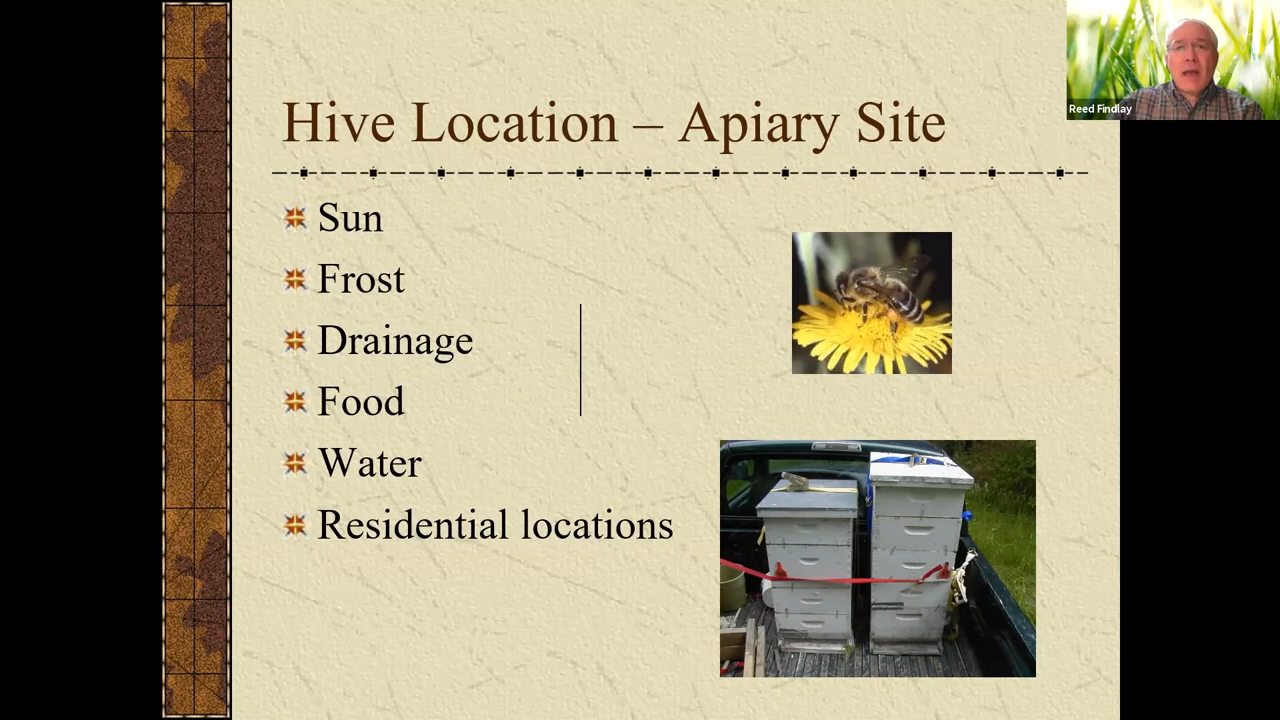 Hive Location – Apiary Site
Sun
Frost
Drainage
Food
Water
Residential locations
Reed Findlay